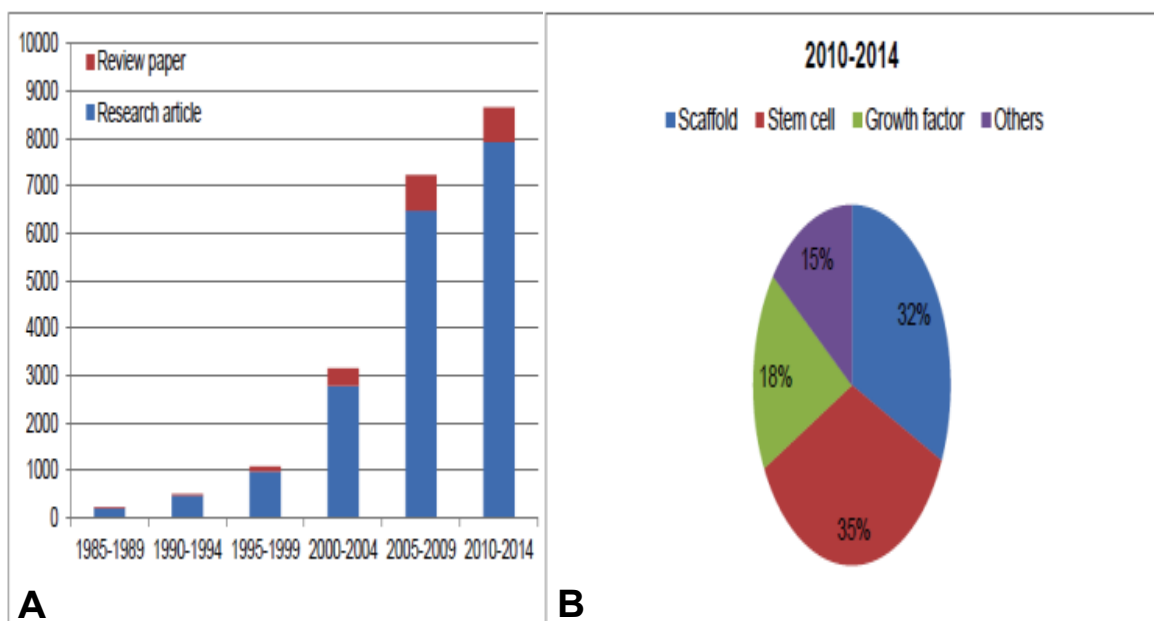 10000
9000
8000
7000
6000
5000
4000
3000
2000
1000
0
Review paper
Research article
1985-1989 1990-1994 1995-1999 2000-2004 2005-2009 2010-2014
A
2010-2014
Scaffold Stem cell Growth factor Others
15%
32%
18%
35%
B